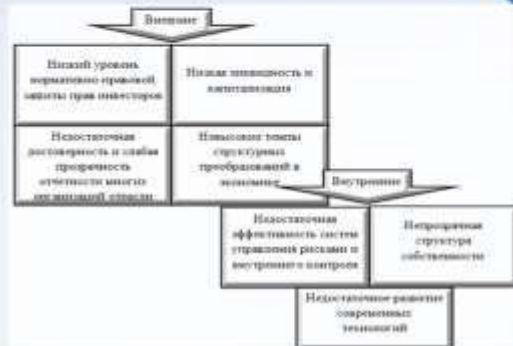 Внешние
Низкий уровень
нормативно-правовой
защиты прав инвесторов
Низкая ликвидность и
капитализация
Недостаточная
достоверность и слабая
прозрачность
отчётности многих
организаций отрасли
Невысокие темпы
структурных
преобразований в
экономике
Внутренние
Недостаточная
эффективность систем
управления рисками и
внутреннего контроля
Непрозрачная
структура
собственности
Недостаточное развитие
современных
технологий